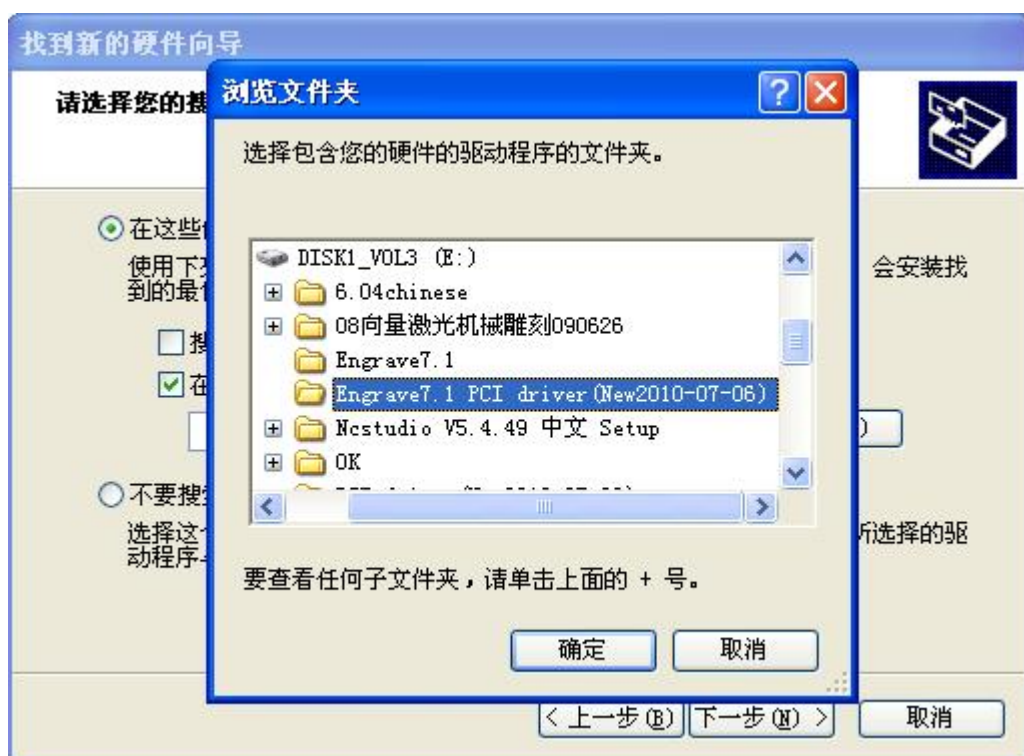 找到新的硬件向导
请选择您的搜
浏览文件夹
选择包含您的硬件的驱动程序的文件夹。
在这些
使用下列
到的最
会安装找
DISK1_VOL3 (E:)
6.04chinese
08向量激光机械雕刻090626
Engrave7.1
Engrave7.1 PCI driver(New2010-07-06)
Ncstudio V5.4.49 中文 Setup
OK
搜
在
)
不要搜
选择这个
动程序
所选择的驱
要查看任何子文件夹，请单击上面的 + 号。
确定
取消
< 上一步(B)
下一步(N) >
取消